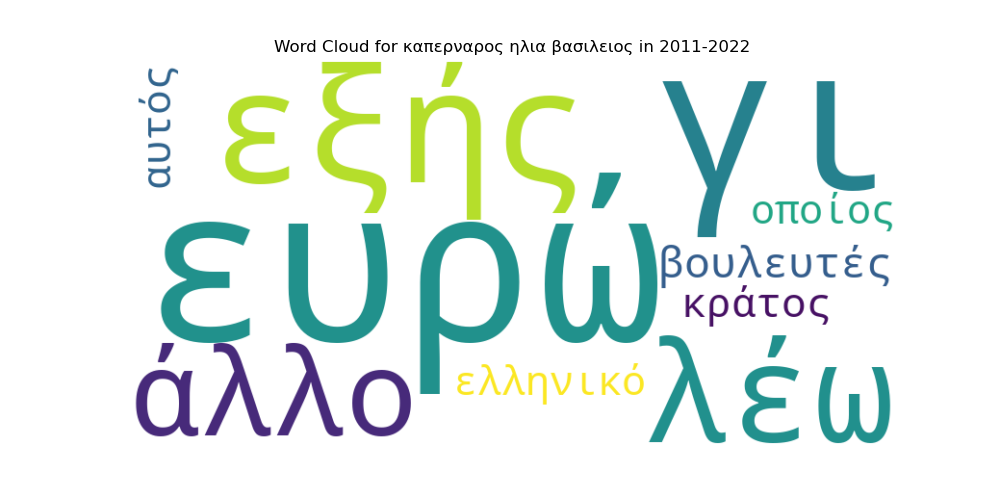 Word Cloud for καπερναρος ηλια βασιλειος in 2011-2022
αυτός
εξής
γι
οποίος
ευρώ
βουλευτές
κράτος
άλλο
ελληνικό
λέω